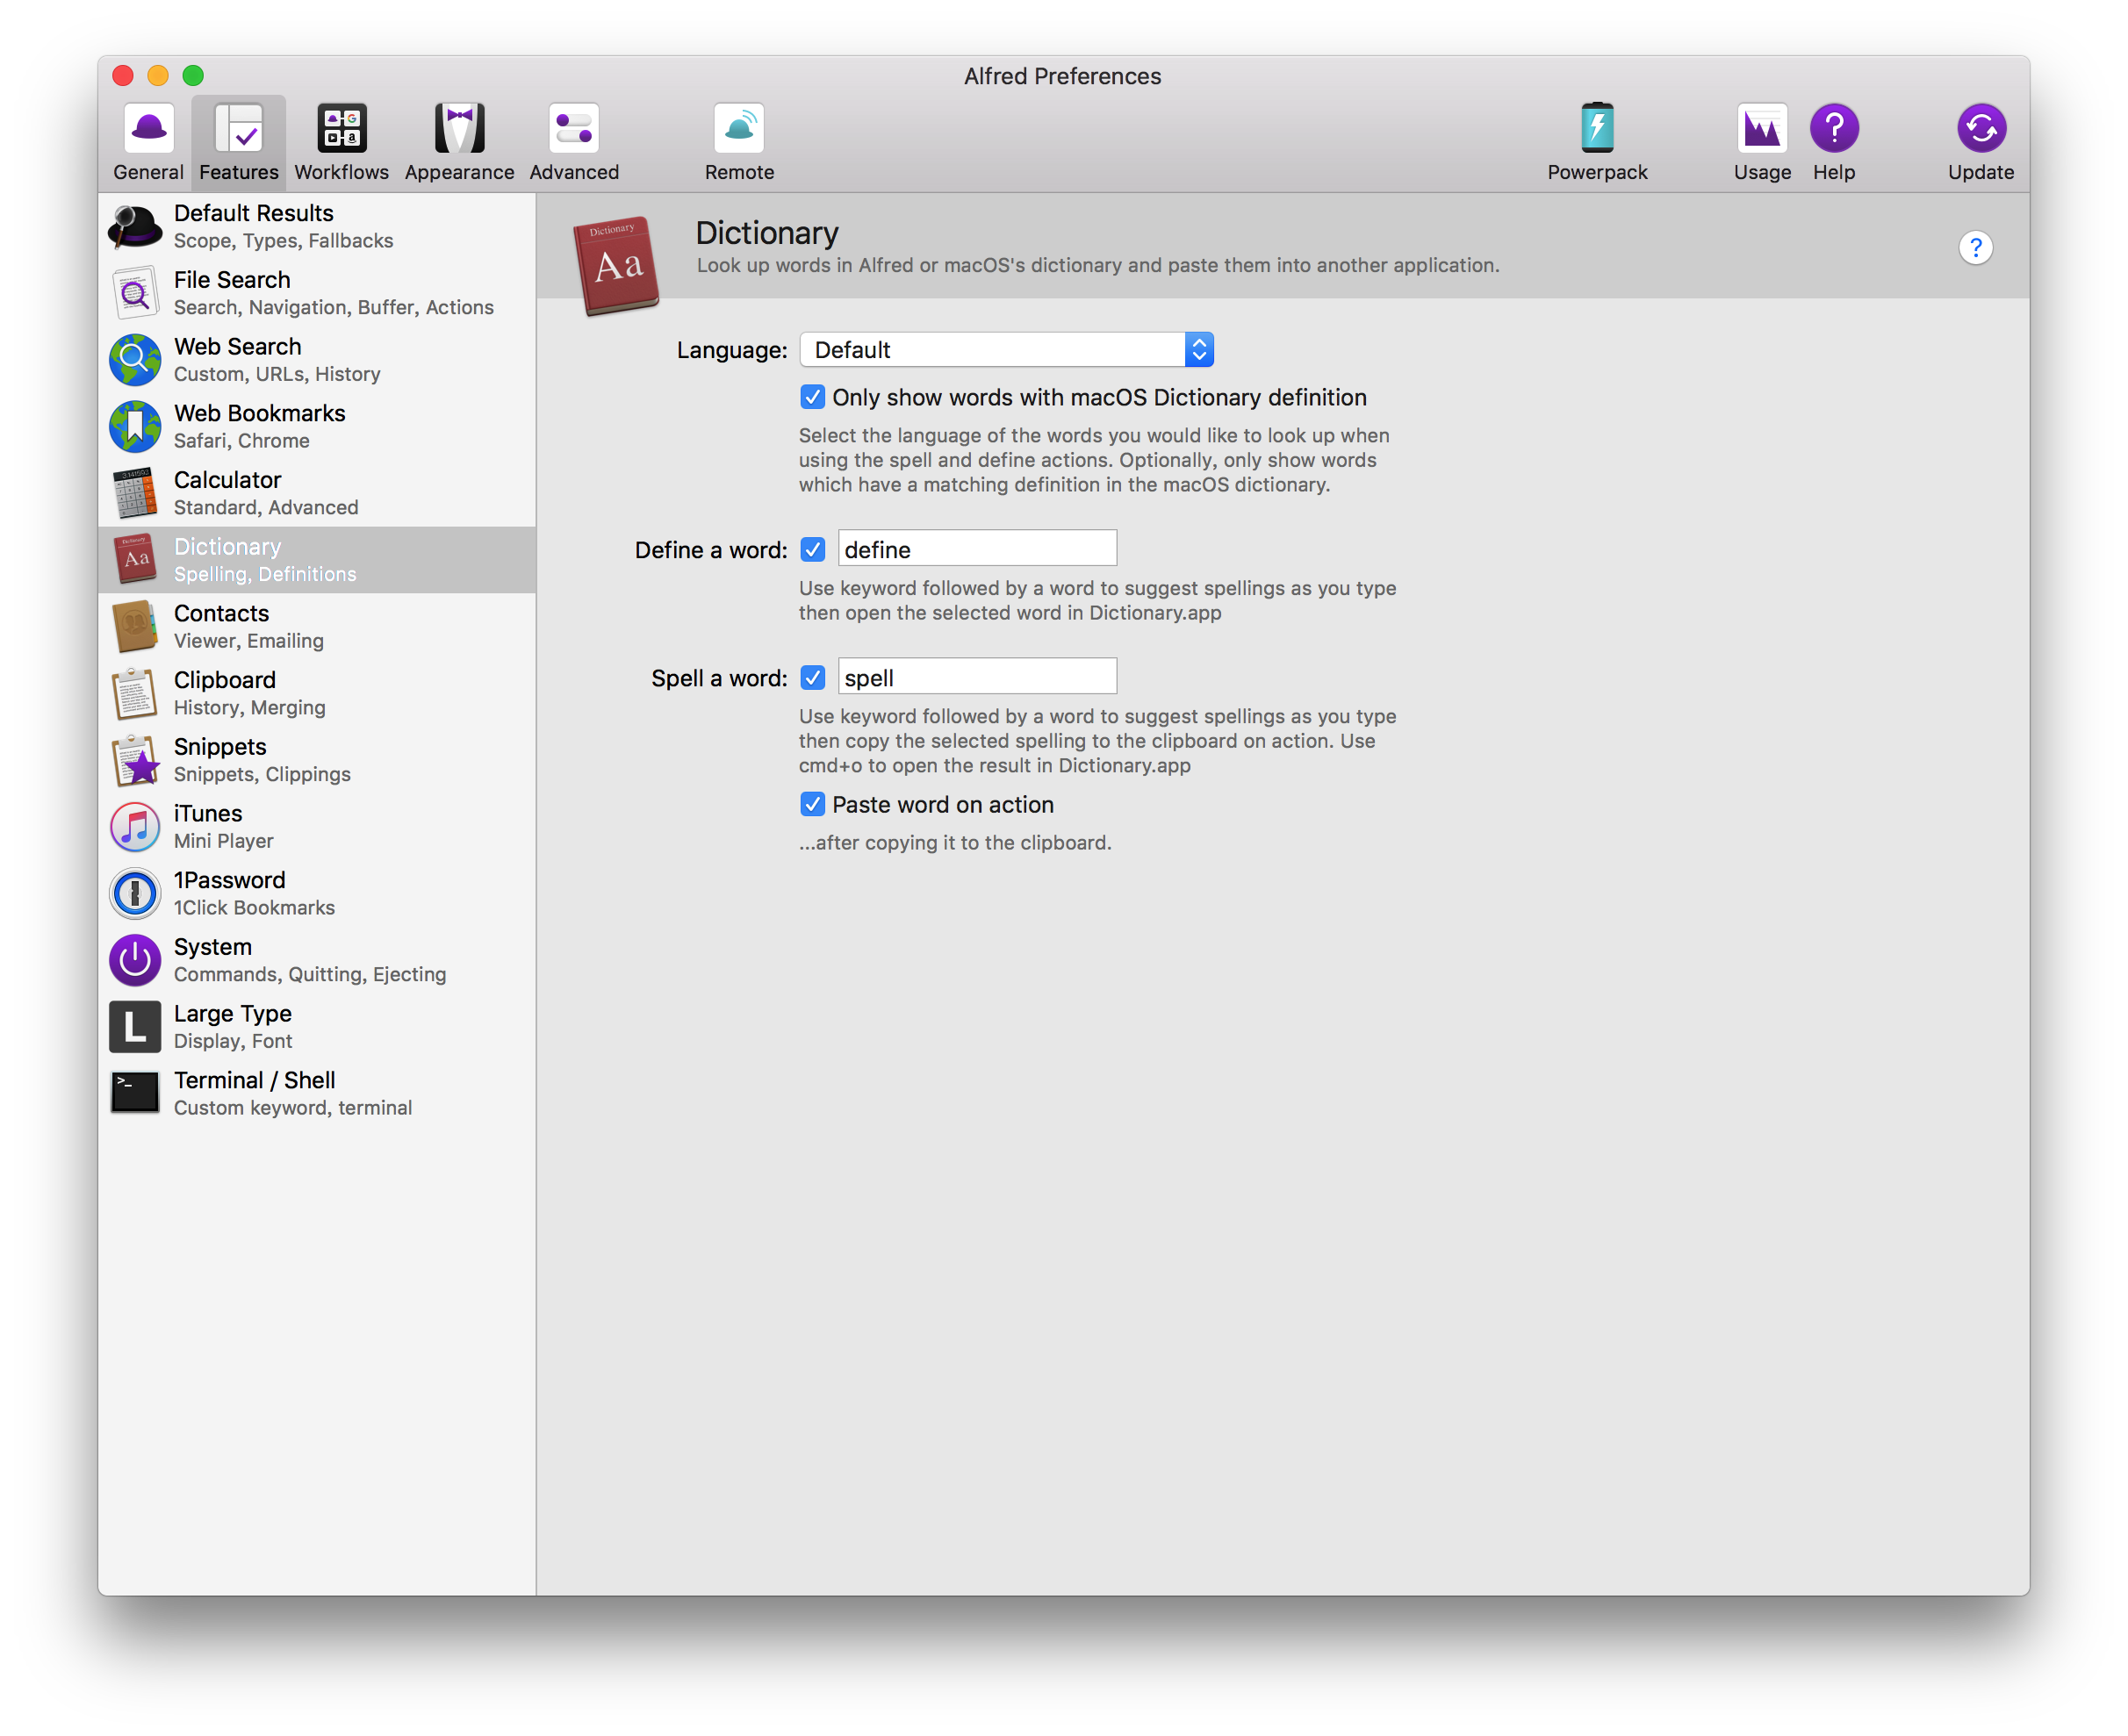 Alfred Preferences
General
Features
Workflows
Appearance
Advanced
Remote
Powerpack
Usage
Help
Update
Default Results
Scope, Types, Fallbacks
File Search
Search, Navigation, Buffer, Actions
Web Search
Custom, URLs, History
Web Bookmarks
Safari, Chrome
Calculator
Standard, Advanced
Dictionary
Spelling, Definitions
Contacts
Viewer, Emailing
Clipboard
History, Merging
Snippets
Snippets, Clippings
iTunes
Mini Player
1Password
1Click Bookmarks
System
Commands, Quitting, Ejecting
L
Large Type
Display, Font
>_
Terminal / Shell
Custom keyword, terminal
Dictionary
Aa
Dictionary
Look up words in Alfred or macOS's dictionary and paste them into another application.
?
Language: Default
Only show words with macOS Dictionary definition
Select the language of the words you would like to look up when
using the spell and define actions. Optionally, only show words
which have a matching definition in the macOS dictionary.
Define a word: define
Use keyword followed by a word to suggest spellings as you type
then open the selected word in Dictionary.app
Spell a word: spell
Use keyword followed by a word to suggest spellings as you type
then copy the selected spelling to the clipboard on action. Use
cmd+o to open the result in Dictionary.app
Paste word on action
...after copying it to the clipboard.